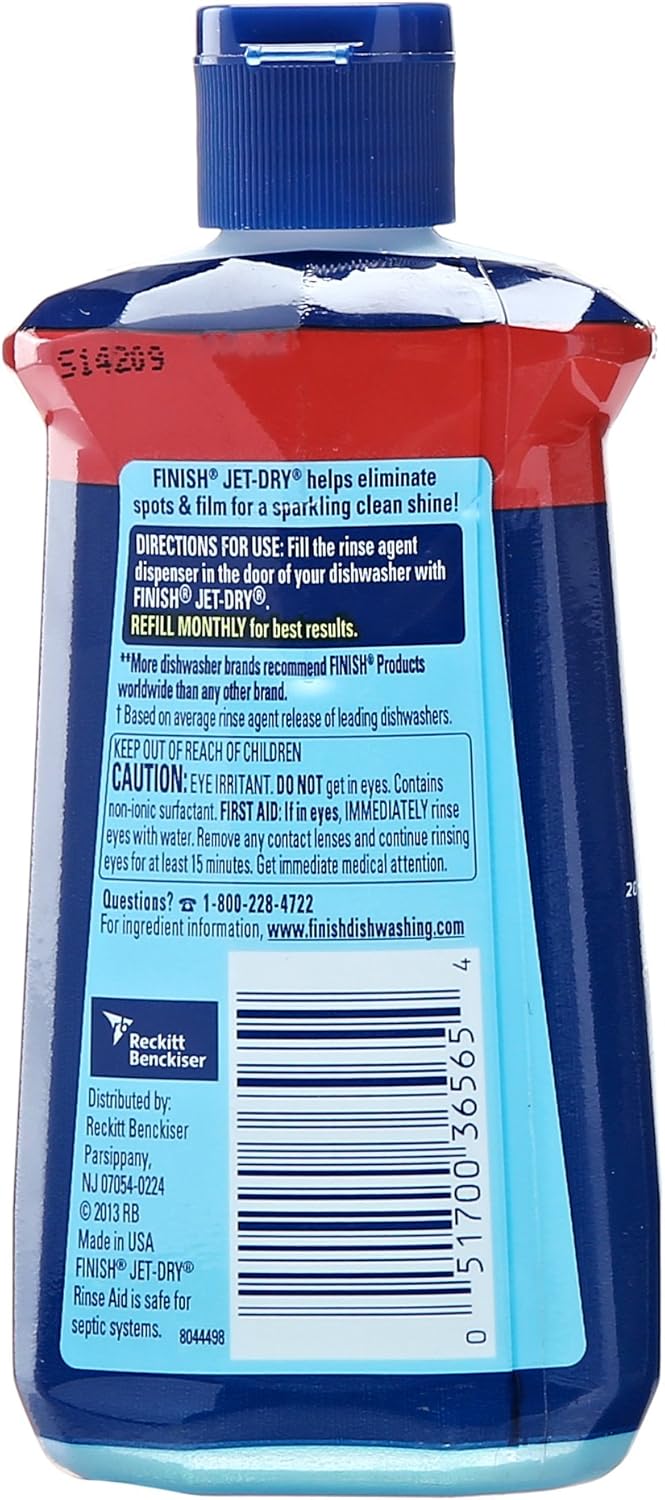 514209
FINISH® JET-DRY® helps eliminate
spots & film for a sparkling clean shine!
DIRECTIONS FOR USE: Fill the rinse agent
dispenser in the door of your dishwasher with
FINISH® JET-DRY®.
REFILL MONTHLY for best results.
††More dishwasher brands recommend FINISH® Products
worldwide than any other brand.
† Based on average rinse agent release of leading dishwashers.
KEEP OUT OF REACH OF CHILDREN
CAUTION: EYE IRRITANT. DO NOT get in eyes. Contains
non-ionic surfactant. FIRST AID: If in eyes, IMMEDIATELY rinse
eyes with water. Remove any contact lenses and continue rinsing
eyes for at least 15 minutes. Get immediate medical attention.
Questions? ☎ 1-800-228-4722
For ingredient information, www.finishdishwashing.com
Reckitt
Benckiser
Distributed by:
Reckitt Benckiser
Parsippany,
NJ 07054-0224
© 2013 RB
Made in USA
FINISH® JET-DRY®
Rinse Aid is safe for
septic systems. 8044498
0 51700 36565 4
20